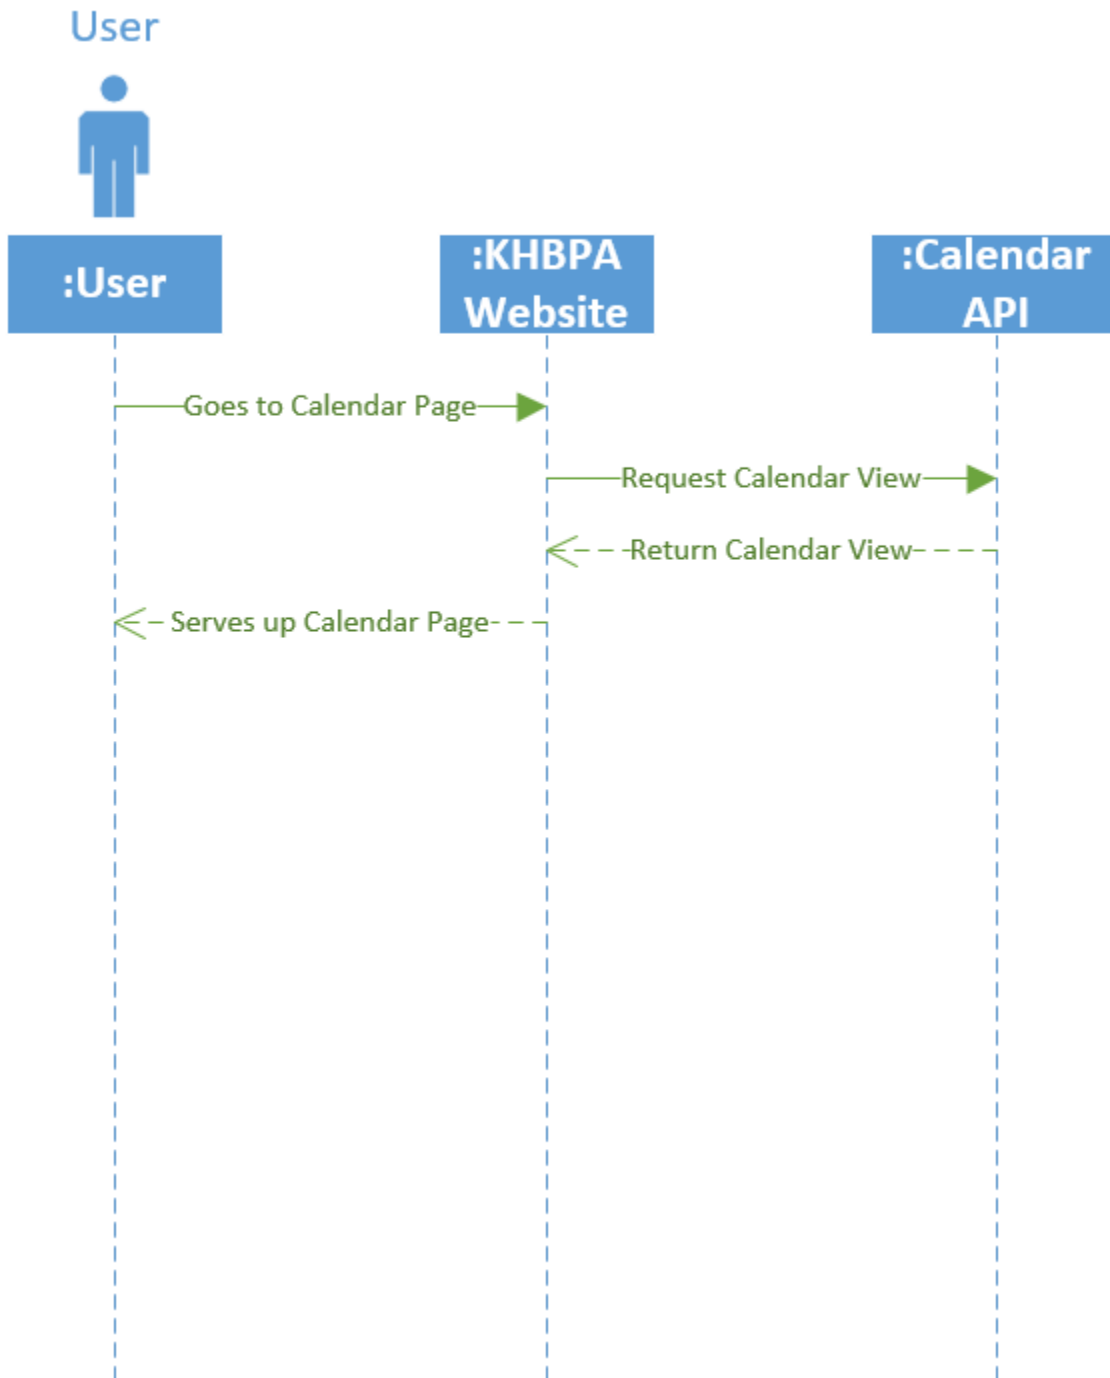 User
:User
:KHBPA
Website
:Calendar
API
Goes to Calendar Page
Request Calendar View
Return Calendar View
Serves up Calendar Page